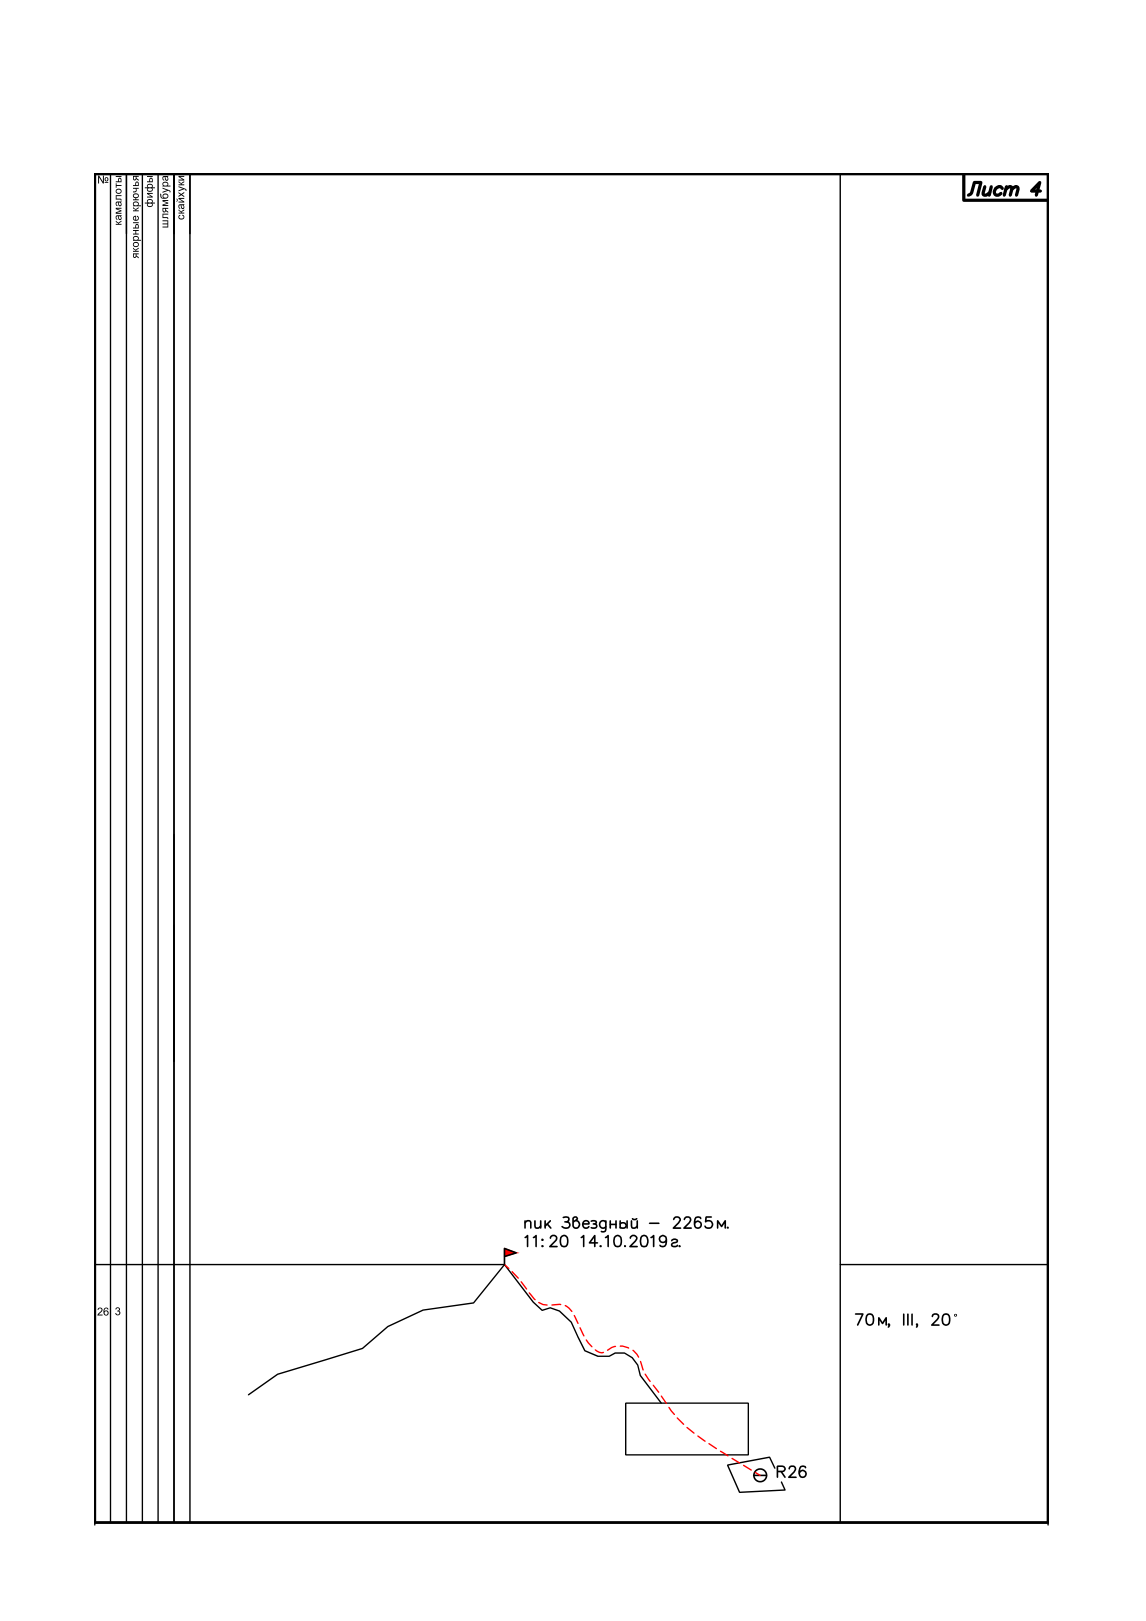 №
камалоты
якорные крючья
фифы
шлямбура
скайхуки
Лист 4
пик Звездный – 2265м.
11:20 14.10.2019г.
26 3
70м, III, 20°
R26